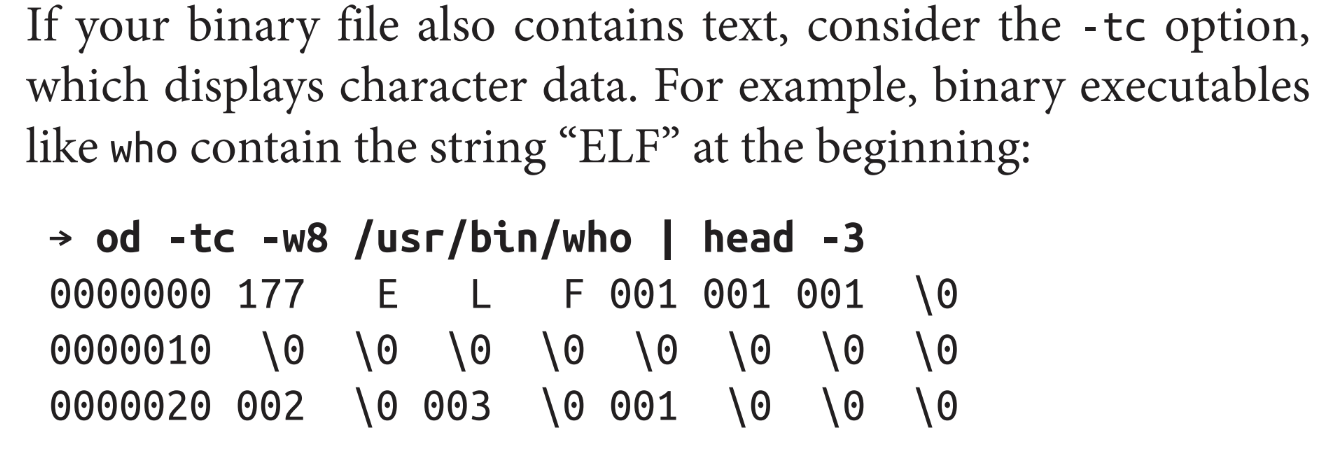 If your binary file also contains text, consider the -tc option,
which displays character data. For example, binary executables
like who contain the string “ELF” at the beginning:
→ od -tc -w8 /usr/bin/who | head -3
0000000 177   E   L   F 001 001 001  \0
0000010  \0  \0  \0  \0  \0  \0  \0  \0
0000020 002  \0 003  \0 001  \0  \0  \0